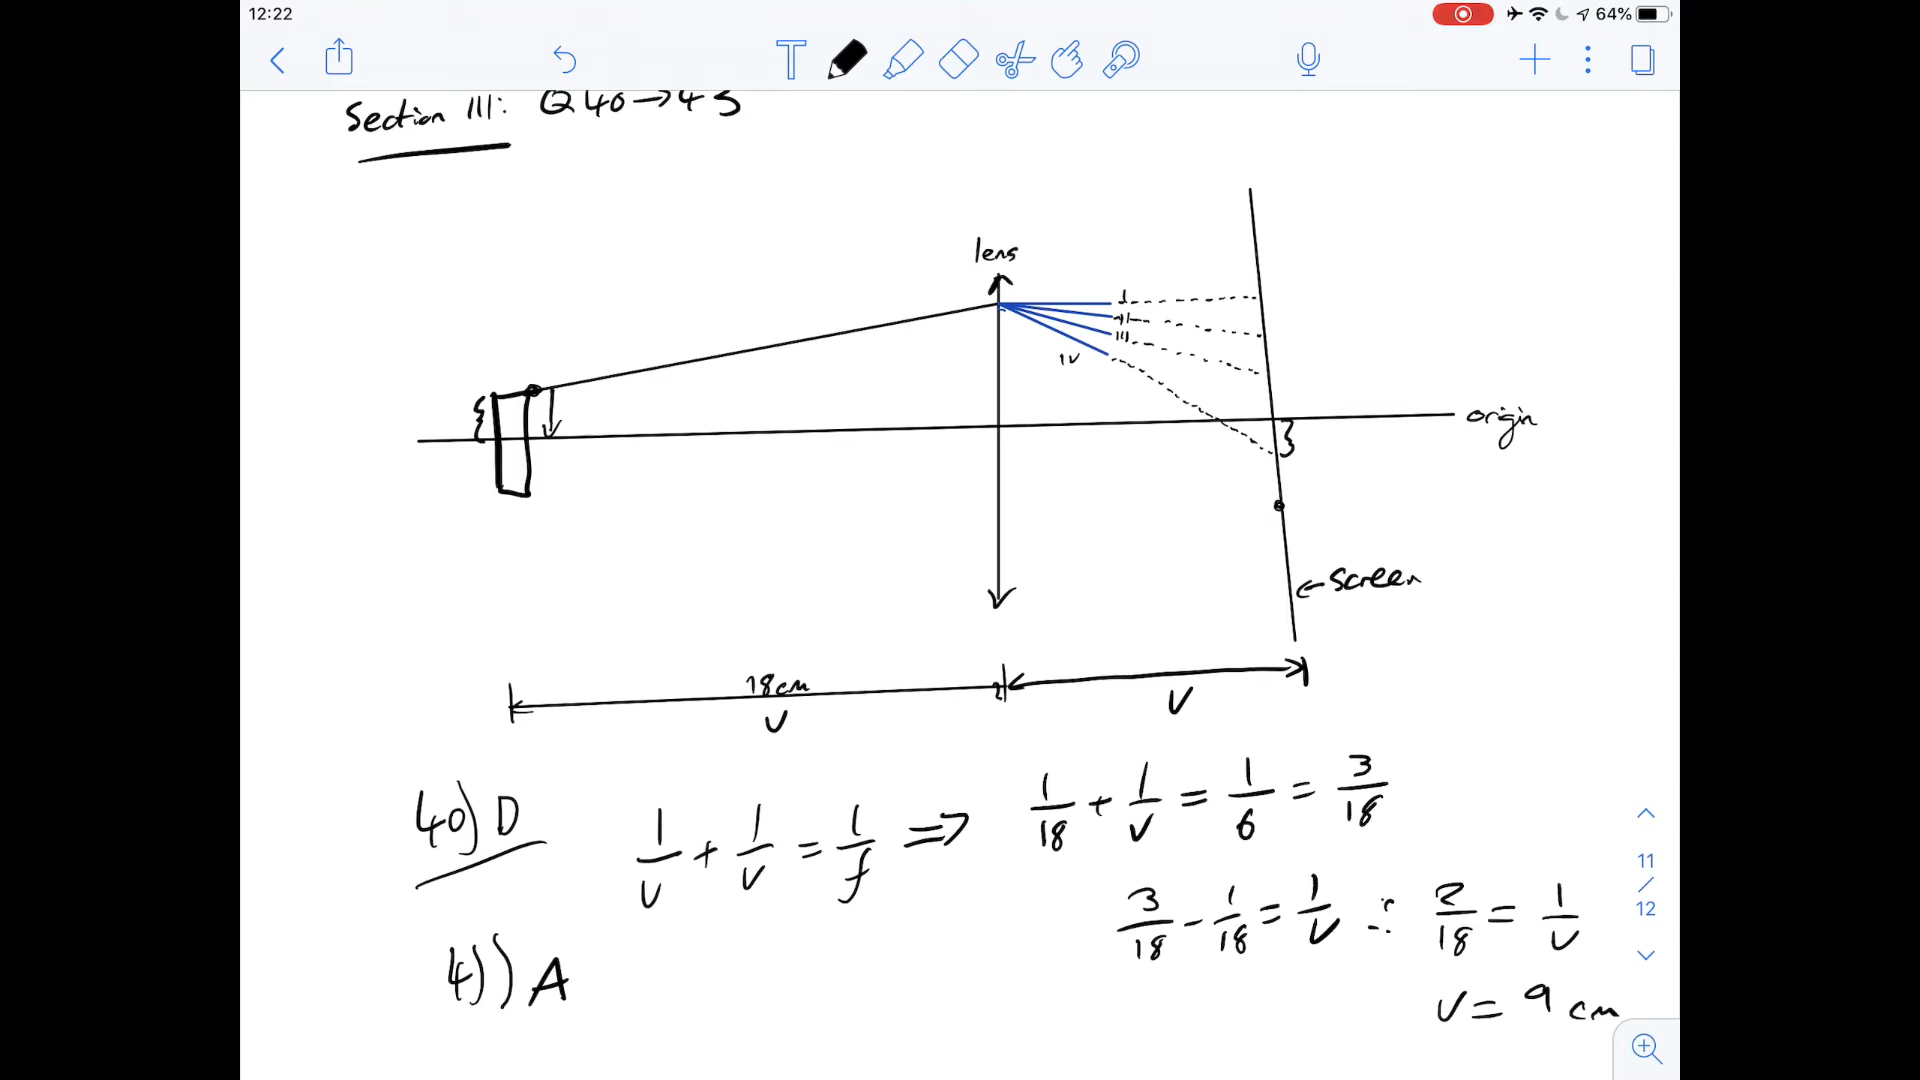 12:22
64%
Section III: Q40→45
lens
I
II
III
IV
origin
←screen
18cm
U
V
40) D
1/u + 1/v = 1/f ⇒ 1/18 + 1/v = 1/6 = 3/18
3/18 - 1/18 = 1/v ∴ 2/18 = 1/v
41) A
v = 9 cm
11
/
12